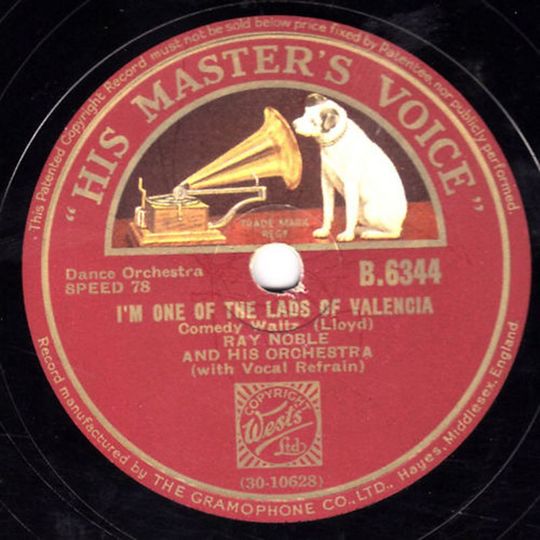 This Patented Copyright Record must not be sold below price fixed by Patentee, nor publicly performed.
"HIS MASTER'S VOICE"
TRADE MARK
REGD
Dance Orchestra
SPEED 78
B.6344
I'M ONE OF THE LADS OF VALENCIA
Comedy Waltz (Lloyd)
RAY NOBLE
AND HIS ORCHESTRA
(with Vocal Refrain)
COPYRIGHT
Wests
Ltd
(30-10628)
Record manufactured by THE GRAMOPHONE CO., LTD., Hayes, Middlesex, England.